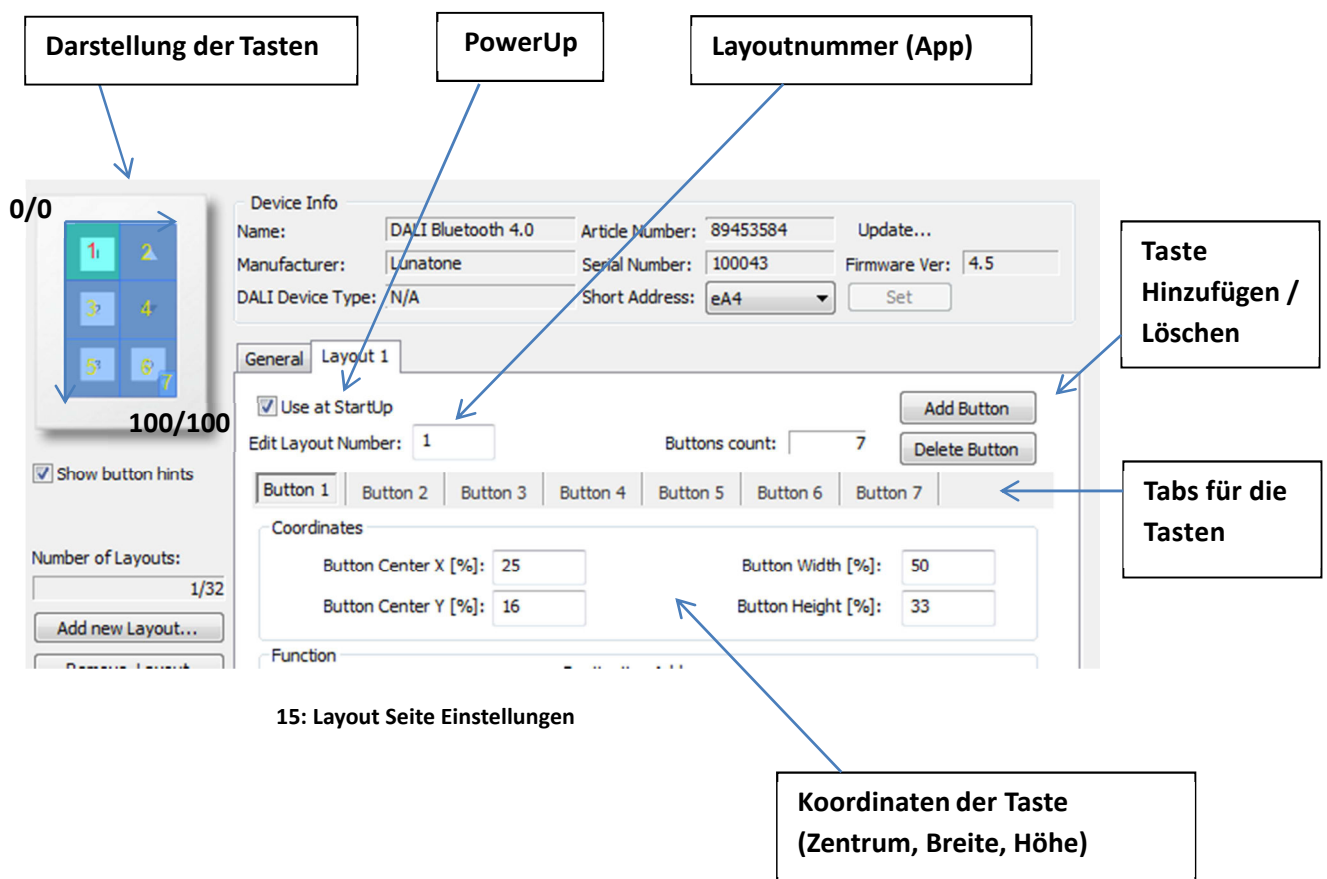 Darstellung der Tasten
PowerUp
Layoutnummer (App)
0/0
100/100
1
2
3
4
5
6
7
Show button hints
Number of Layouts:
1/32
Add new Layout...
Device Info
Name: DALI Bluetooth 4.0 Article Number: 89453584 Update...
Manufacturer: Lunatone Serial Number: 100043 Firmware Ver: 4.5
DALI Device Type: N/A Short Address: eA4 Set
General Layout 1
Use at StartUp Add Button
Edit Layout Number: 1 Buttons count: 7 Delete Button
Button 1 Button 2 Button 3 Button 4 Button 5 Button 6 Button 7
Coordinates
Button Center X [%]: 25 Button Width [%]: 50
Button Center Y [%]: 16 Button Height [%]: 33
Function
Taste
Hinzufügen /
Löschen
Tabs für die
Tasten
15: Layout Seite Einstellungen
Koordinaten der Taste
(Zentrum, Breite, Höhe)